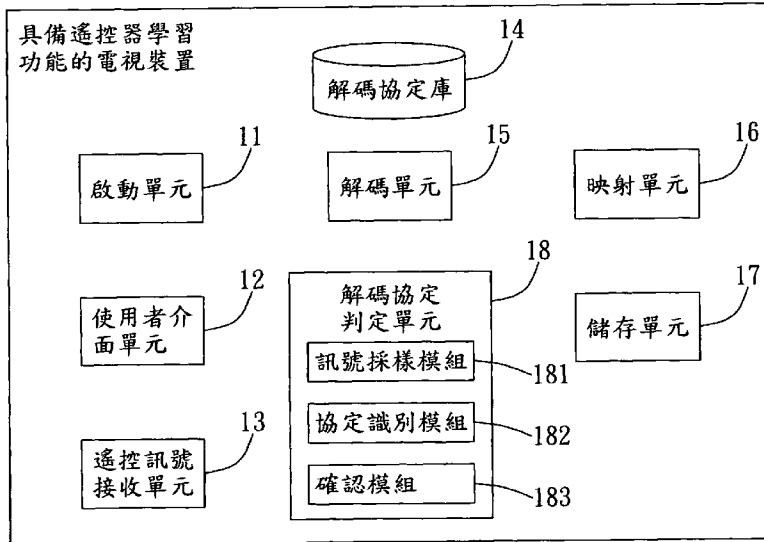 具備遙控器學習
功能的電視裝置
14
解碼協定庫
11
啟動單元
15
解碼單元
16
映射單元
12
使用者介
面單元
18
解碼協定
判定單元
訊號採樣模組
181
協定識別模組
182
確認模組
183
17
儲存單元
13
遙控訊號
接收單元